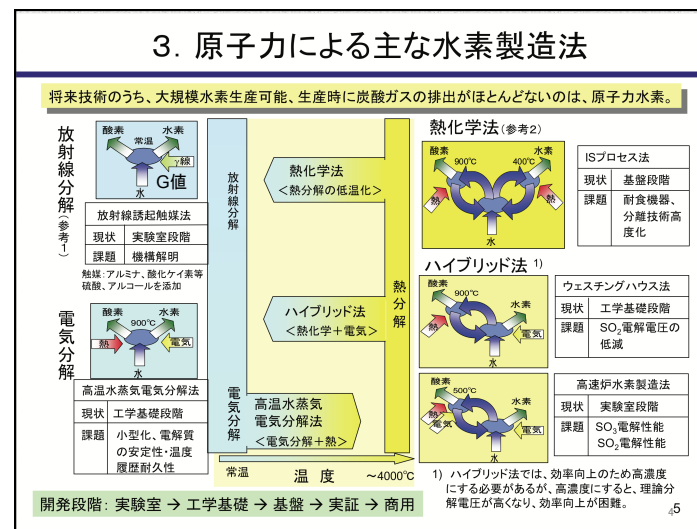 3．原子力による主な水素製造法
将来技術のうち、大規模水素生産可能、生産時に炭酸ガスの排出がほとんどないのは、原子力水素。
放射線分解(参考1)
酸素
水素
常温
γ線
G値
水
放射線誘起触媒法
現状 実験室段階
課題 機構解明
触媒：アルミナ、酸化ケイ素等
硫酸、アルコールを添加
電気分解
酸素
水素
900℃
熱
電気
水
高温水蒸気電気分解法
現状 工学基礎段階
課題 小型化、電解質
の安定性・温度
履歴耐久性
放射線分解
電気分解
熱化学法
＜熱分解の低温化＞
ハイブリッド法
＜熱化学＋電気＞
高温水蒸気
電気分解法
＜電気分解＋熱＞
熱分解
常温
温 度
～4000℃
熱化学法(参考2)
酸素
水素
900℃
400℃
熱
熱
水
ISプロセス法
現状 基盤段階
課題 耐食機器、
分離技術高
度化
ハイブリッド法 1)
酸素
900℃
水素
熱
電気
水
ウェスチングハウス法
現状 工学基礎段階
課題 SO2電解電圧の
低減
酸素
500℃
水素
熱
電気
電気
水
高速炉水素製造法
現状 実験室段階
課題 SO3電解性能
SO2電解性能
1) ハイブリッド法では、効率向上のため高濃度
にする必要があるが、高濃度にすると、理論分
解電圧が高くなり、効率向上が困難。
開発段階：実験室 → 工学基礎 → 基盤 → 実証 → 商用
4
5